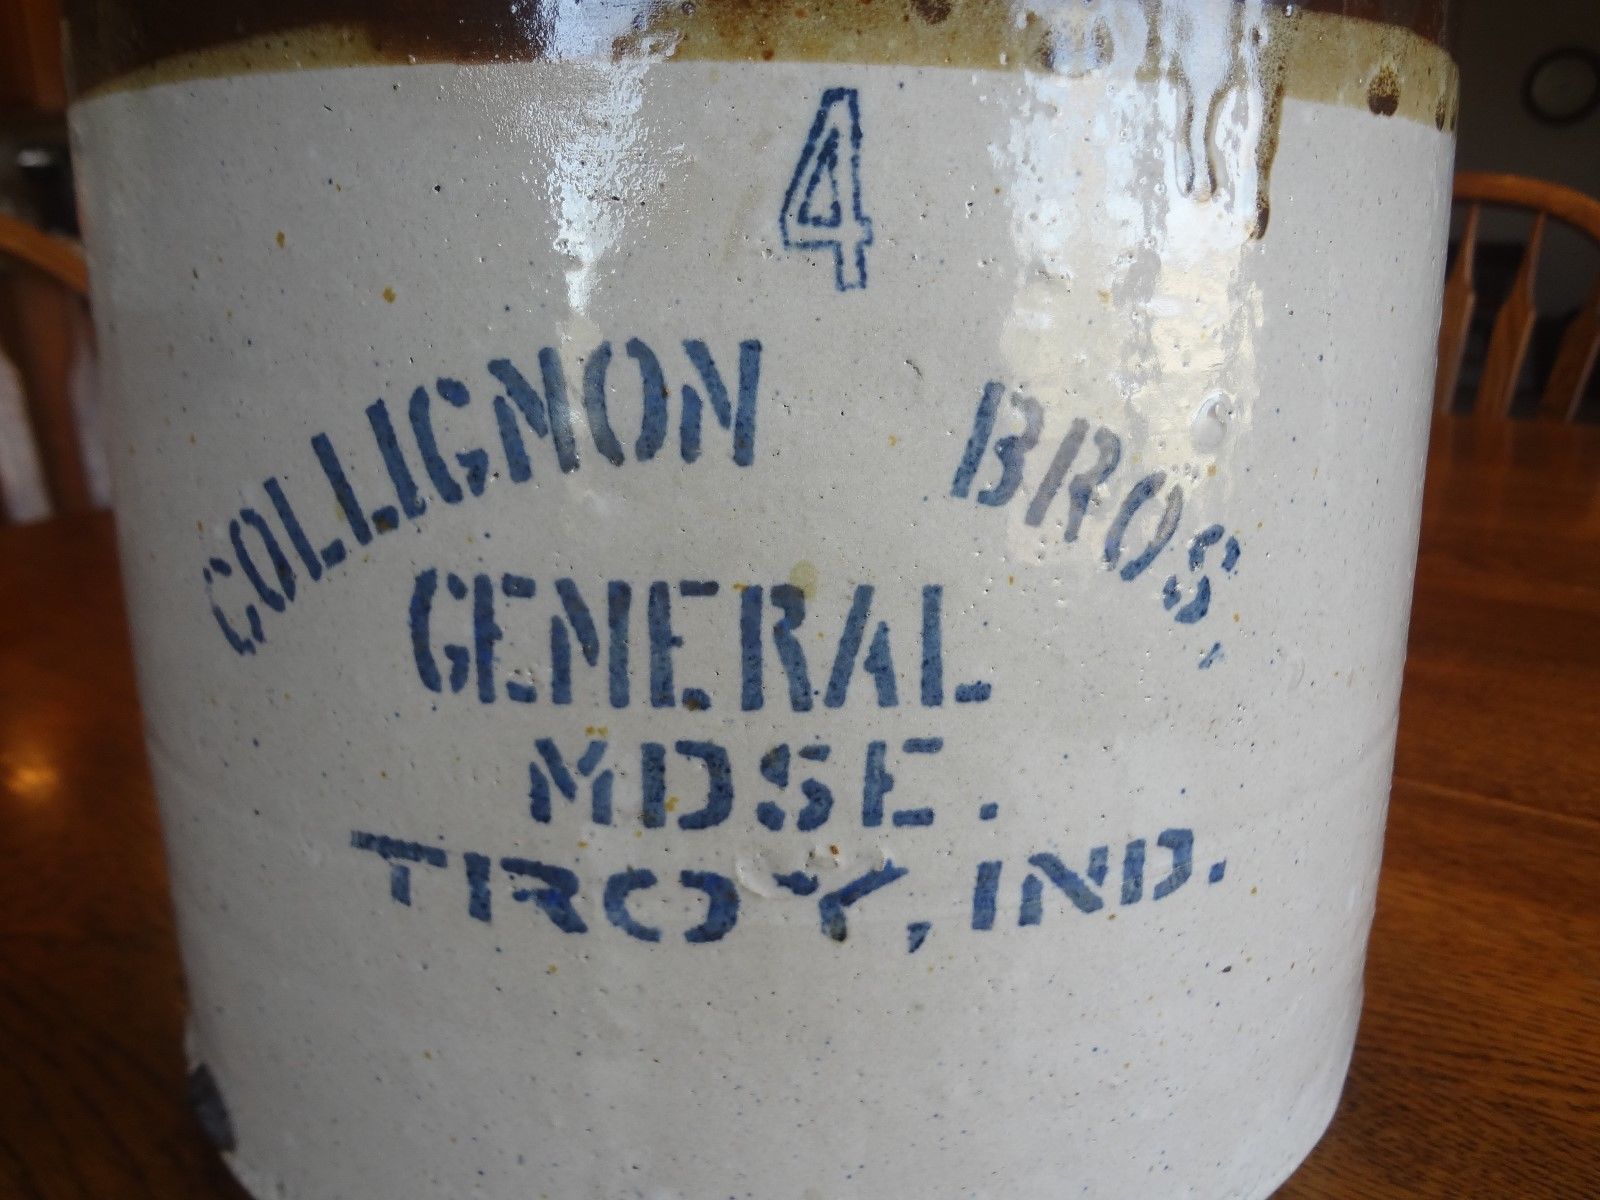 4
COLLIGNON BROS.
GENERAL
MDSE.
TROY, IND.